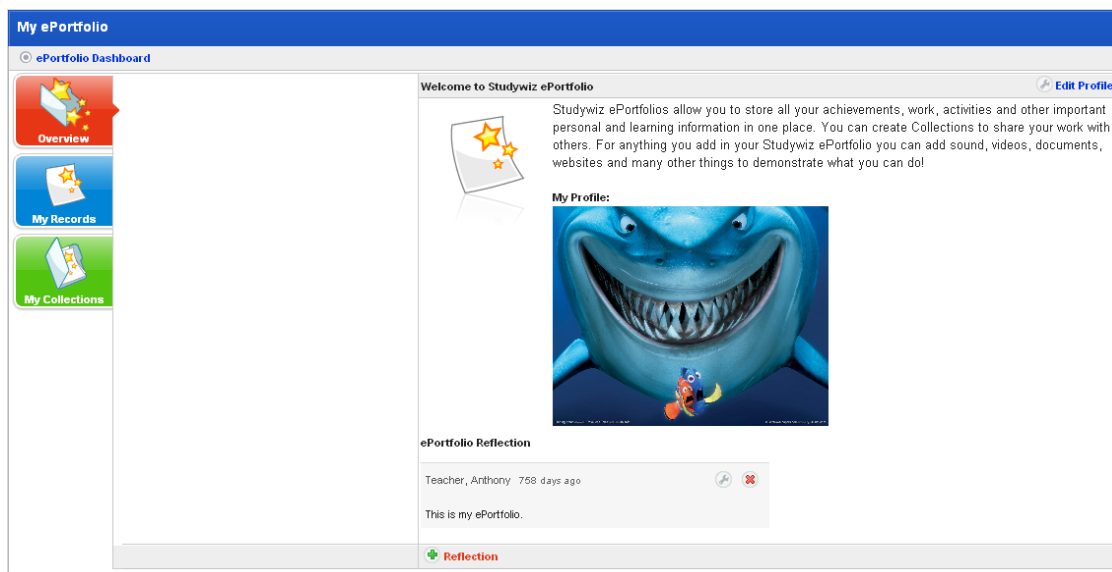 My ePortfolio
ePortfolio Dashboard
Overview
My Records
My Collections
Welcome to Studywiz ePortfolio
Edit Profile
Studywiz ePortfolios allow you to store all your achievements, work, activities and other important
personal and learning information in one place. You can create Collections to share your work with
others. For anything you add in your Studywiz ePortfolio you can add sound, videos, documents,
websites and many other things to demonstrate what you can do!
My Profile:
ePortfolio Reflection
Teacher, Anthony 758 days ago
This is my ePortfolio.
Reflection